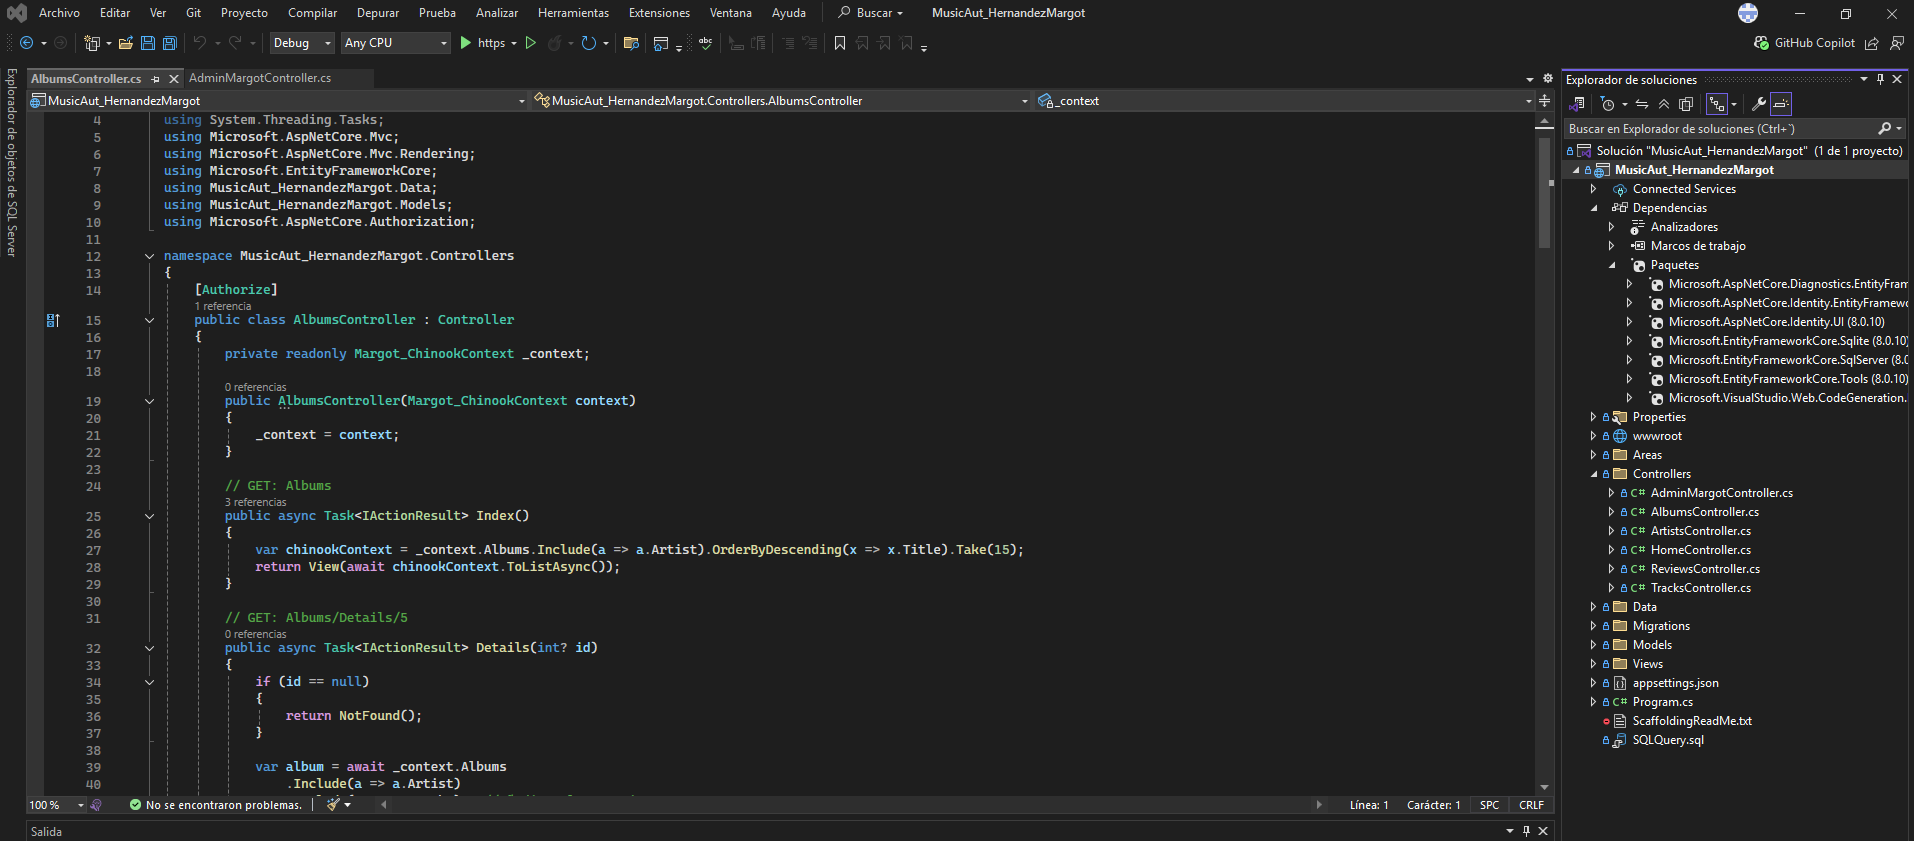 Archivo Editar Ver Git Proyecto Compilar Depurar Prueba Analizar Herramientas Extensiones Ventana Ayuda Buscar MusicAut_HernandezMargot
Debug Any CPU https abc GitHub Copilot
Explorador de objetos de SQL Server
AlbumsController.cs AdminMargotController.cs
MusicAut_HernandezMargot MusicAut_HernandezMargot.Controllers.AlbumsController _context
4 using System.Threading.Tasks;
5 using Microsoft.AspNetCore.Mvc;
6 using Microsoft.AspNetCore.Mvc.Rendering;
7 using Microsoft.EntityFrameworkCore;
8 using MusicAut_HernandezMargot.Data;
9 using MusicAut_HernandezMargot.Models;
10 using Microsoft.AspNetCore.Authorization;
11
12 namespace MusicAut_HernandezMargot.Controllers
13 {
14 [Authorize]
1 referencia
15 public class AlbumsController : Controller
16 {
17 private readonly Margot_ChinookContext _context;
18
0 referencias
19 public AlbumsController(Margot_ChinookContext context)
20 {
21 _context = context;
22 }
23
24 // GET: Albums
3 referencias
25 public async Task<IActionResult> Index()
26 {
27 var chinookContext = _context.Albums.Include(a => a.Artist).OrderByDescending(x => x.Title).Take(15);
28 return View(await chinookContext.ToListAsync());
29 }
30
31 // GET: Albums/Details/5
0 referencias
32 public async Task<IActionResult> Details(int? id)
33 {
34 if (id == null)
35 {
36 return NotFound();
37 }
38
39 var album = await _context.Albums
40 .Include(a => a.Artist)
100 % No se encontraron problemas. Línea: 1 Carácter: 1 SPC CRLF
Salida
Explorador de soluciones
Buscar en Explorador de soluciones (Ctrl+`)
Solución "MusicAut_HernandezMargot" (1 de 1 proyecto)
MusicAut_HernandezMargot
Connected Services
Dependencias
Analizadores
Marcos de trabajo
Paquetes
Microsoft.AspNetCore.Diagnostics.EntityFram
Microsoft.AspNetCore.Identity.EntityFramewo
Microsoft.AspNetCore.Identity.UI (8.0.10)
Microsoft.EntityFrameworkCore.Sqlite (8.0.10)
Microsoft.EntityFrameworkCore.SqlServer (8.0
Microsoft.EntityFrameworkCore.Tools (8.0.10)
Microsoft.VisualStudio.Web.CodeGeneration.
Properties
wwwroot
Areas
Controllers
C# AdminMargotController.cs
C# AlbumsController.cs
C# ArtistsController.cs
C# HomeController.cs
C# ReviewsController.cs
C# TracksController.cs
Data
Migrations
Models
Views
appsettings.json
C# Program.cs
ScaffoldingReadMe.txt
SQLQuery.sql